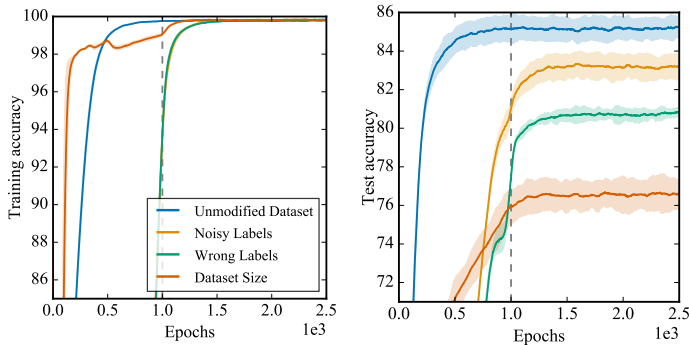 100
98
96
94
92
90
88
86
Training accuracy
Unmodified Dataset
Noisy Labels
Wrong Labels
Dataset Size
0.0 0.5 1.0 1.5 2.0 2.5
Epochs
1e3
86
84
82
80
78
76
74
72
Test accuracy
0.0 0.5 1.0 1.5 2.0 2.5
Epochs
1e3